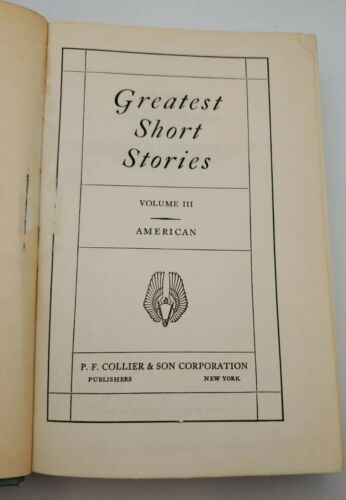 Greatest
Short
Stories
VOLUME III
AMERICAN
P. F. COLLIER & SON CORPORATION
PUBLISHERS NEW YORK